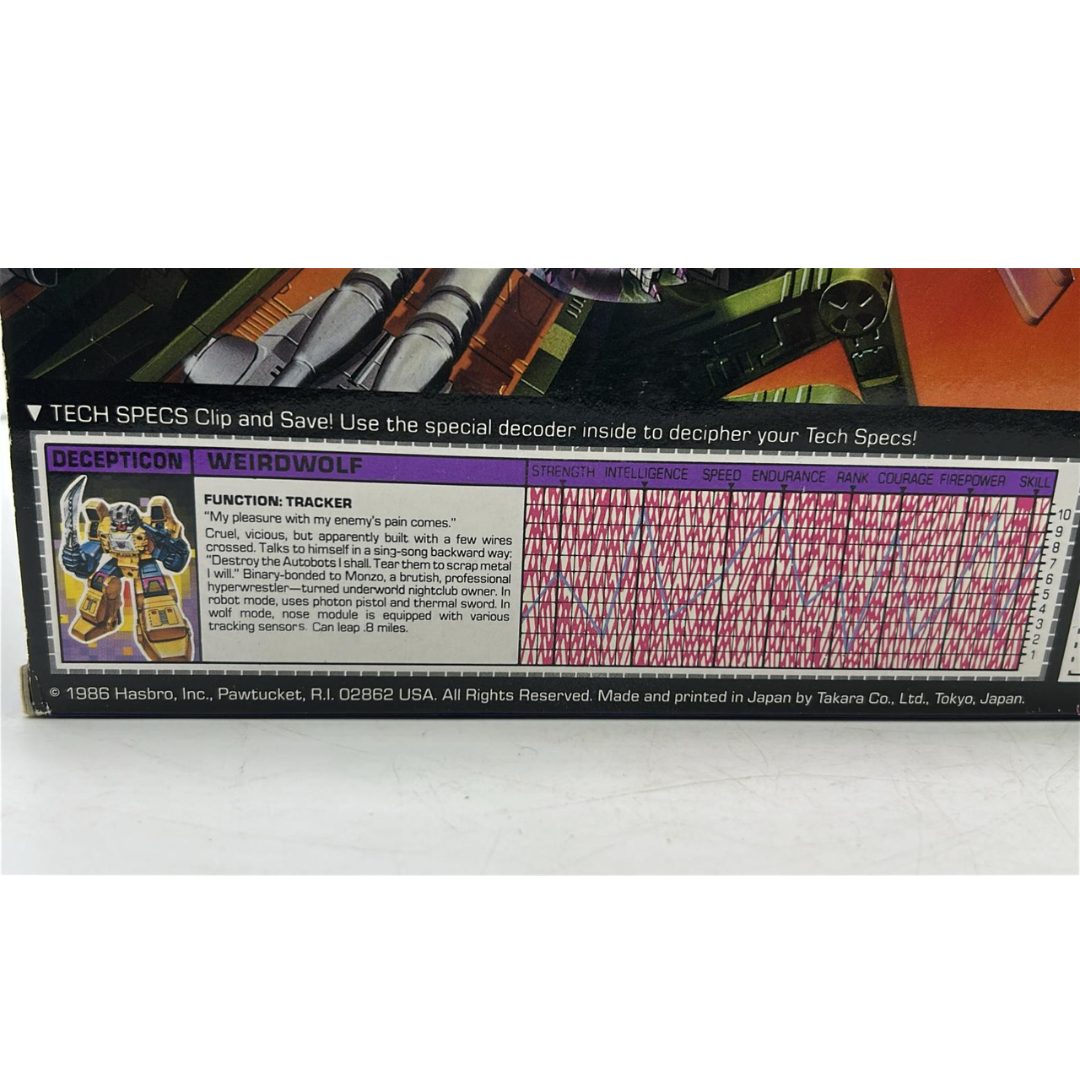 ▼ TECH SPECS Clip and Save! Use the special decoder inside to decipher your Tech Specs!
DECEPTICON WEIRDWOLF
STRENGTH INTELLIGENCE SPEED ENDURANCE RANK COURAGE FIREPOWER SKILL
FUNCTION: TRACKER
"My pleasure with my enemy's pain comes."
Cruel, vicious, but apparently built with a few wires
crossed. Talks to himself in a sing-song backward way:
"Destroy the Autobots I shall. Tear them to scrap metal
I will." Binary-bonded to Monzo, a brutish, professional
hyperwrestler—turned underworld nightclub owner. In
robot mode, uses photon pistol and thermal sword. In
wolf mode, nose module is equipped with various
tracking sensors. Can leap .8 miles.
10
9
8
7
6
5
4
3
2
1
© 1986 Hasbro, Inc., Pawtucket, R.I. 02862 USA. All Rights Reserved. Made and printed in Japan by Takara Co., Ltd., Tokyo, Japan.